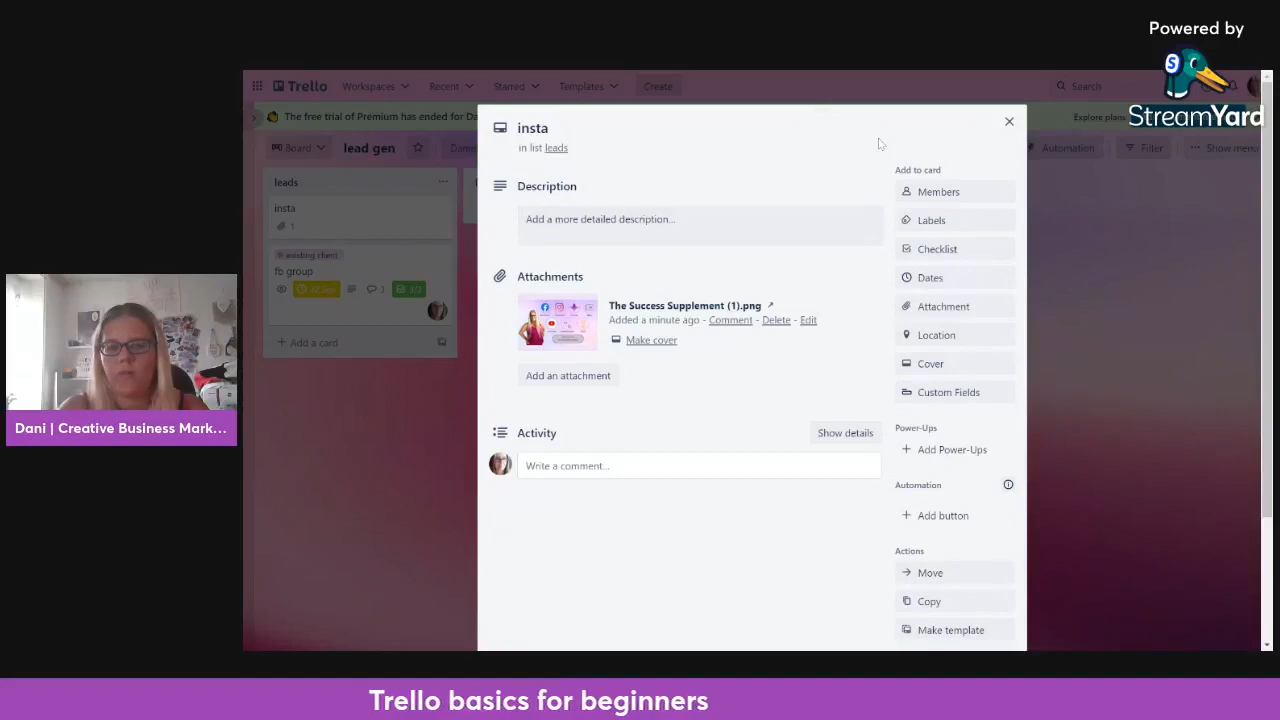 Powered by
StreamYard
Trello
Workspaces
Recent
Starred
Templates
Create
Search
The free trial of Premium has ended for Da
Explore plans
Board
lead gen
Automation
Filter
Show menu
leads
insta
1
existing client
fb group
3/3
+ Add a card
insta
in list leads
Description
Add a more detailed description...
Attachments
The Success Supplement (1).png ↗
Added a minute ago - Comment - Delete - Edit
Make cover
Add an attachment
Activity
Show details
Write a comment...
Add to card
Members
Labels
Checklist
Dates
Attachment
Location
Cover
Custom Fields
Power-Ups
+ Add Power-Ups
Automation
+ Add button
Actions
→ Move
Copy
Make template
Dani | Creative Business Mark...
Trello basics for beginners